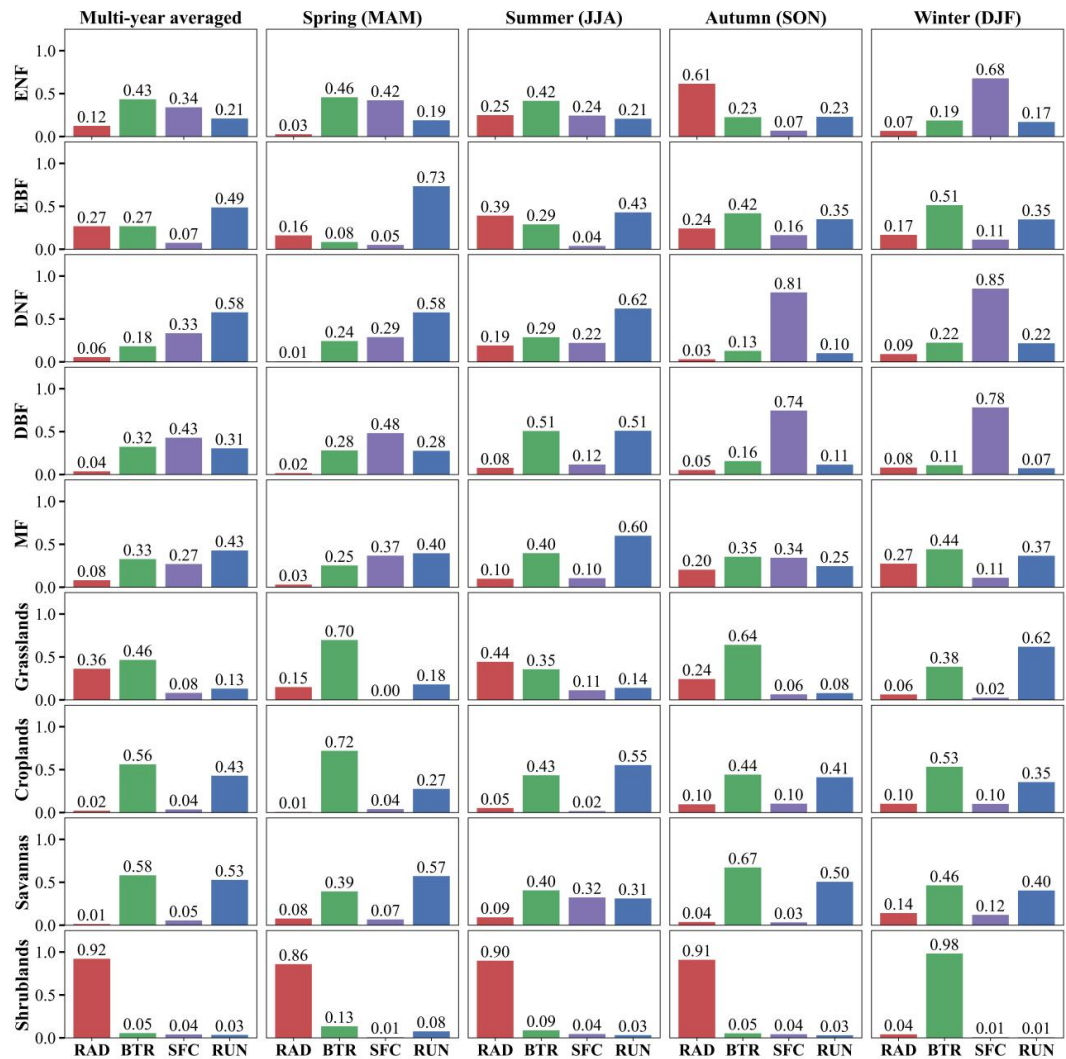 Multi-year averaged Spring (MAM) Summer (JJA) Autumn (SON) Winter (DJF)
ENF
1.0
0.5
0.0
0.12 0.43 0.34 0.21
0.03 0.46 0.42 0.19
0.25 0.42 0.24 0.21
0.61 0.23 0.07 0.23
0.07 0.19 0.68 0.17
EBF
1.0
0.5
0.0
0.27 0.27 0.07 0.49
0.16 0.08 0.05 0.73
0.39 0.29 0.04 0.43
0.24 0.42 0.16 0.35
0.17 0.51 0.11 0.35
DNF
1.0
0.5
0.0
0.06 0.18 0.33 0.58
0.01 0.24 0.29 0.58
0.19 0.29 0.22 0.62
0.03 0.13 0.81 0.10
0.09 0.22 0.85 0.22
DBF
1.0
0.5
0.0
0.04 0.32 0.43 0.31
0.02 0.28 0.48 0.28
0.08 0.51 0.12 0.51
0.05 0.16 0.74 0.11
0.08 0.11 0.78 0.07
MF
1.0
0.5
0.0
0.08 0.33 0.27 0.43
0.03 0.25 0.37 0.40
0.10 0.40 0.10 0.60
0.20 0.35 0.34 0.25
0.27 0.44 0.11 0.37
Grasslands
1.0
0.5
0.0
0.36 0.46 0.08 0.13
0.15 0.70 0.00 0.18
0.44 0.35 0.11 0.14
0.24 0.64 0.06 0.08
0.06 0.38 0.02 0.62
Croplands
1.0
0.5
0.0
0.02 0.56 0.04 0.43
0.01 0.72 0.04 0.27
0.05 0.43 0.02 0.55
0.10 0.44 0.10 0.41
0.10 0.53 0.10 0.35
Savannas
1.0
0.5
0.0
0.01 0.58 0.05 0.53
0.08 0.39 0.07 0.57
0.09 0.40 0.32 0.31
0.04 0.67 0.03 0.50
0.14 0.46 0.12 0.40
Shrublands
1.0
0.5
0.0
0.92 0.05 0.04 0.03
0.86 0.13 0.01 0.08
0.90 0.09 0.04 0.03
0.91 0.05 0.04 0.03
0.04 0.98 0.01 0.01
RAD BTR SFC RUN RAD BTR SFC RUN RAD BTR SFC RUN RAD BTR SFC RUN RAD BTR SFC RUN